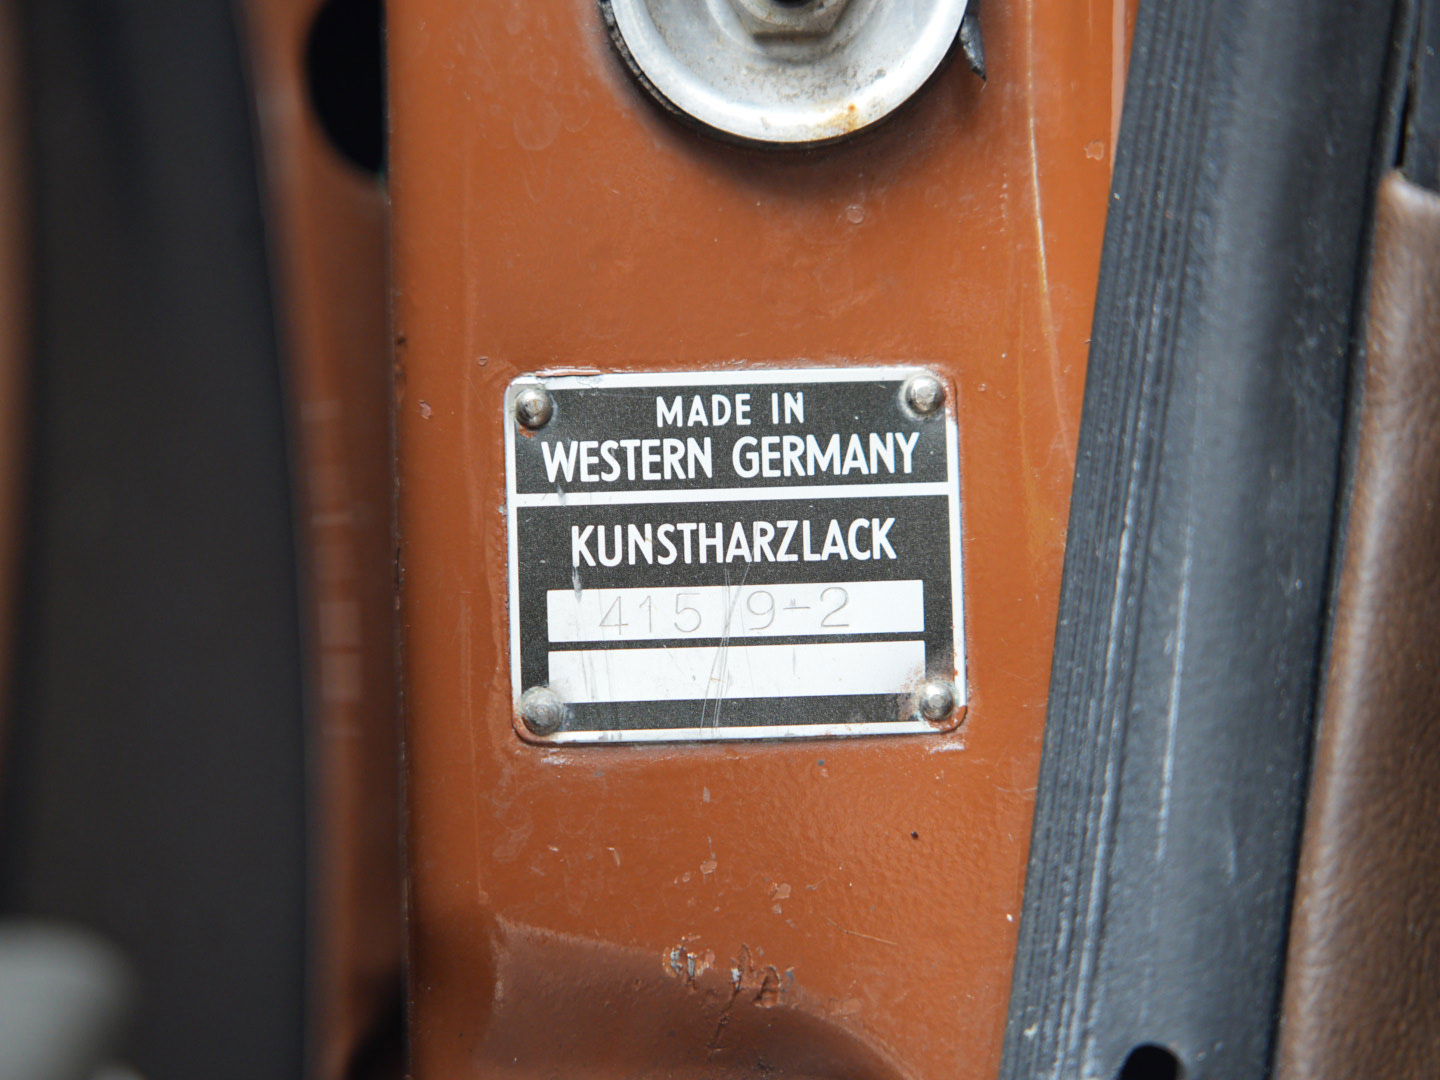 MADE IN
WESTERN GERMANY
KUNSTHARZLACK
415 9-2